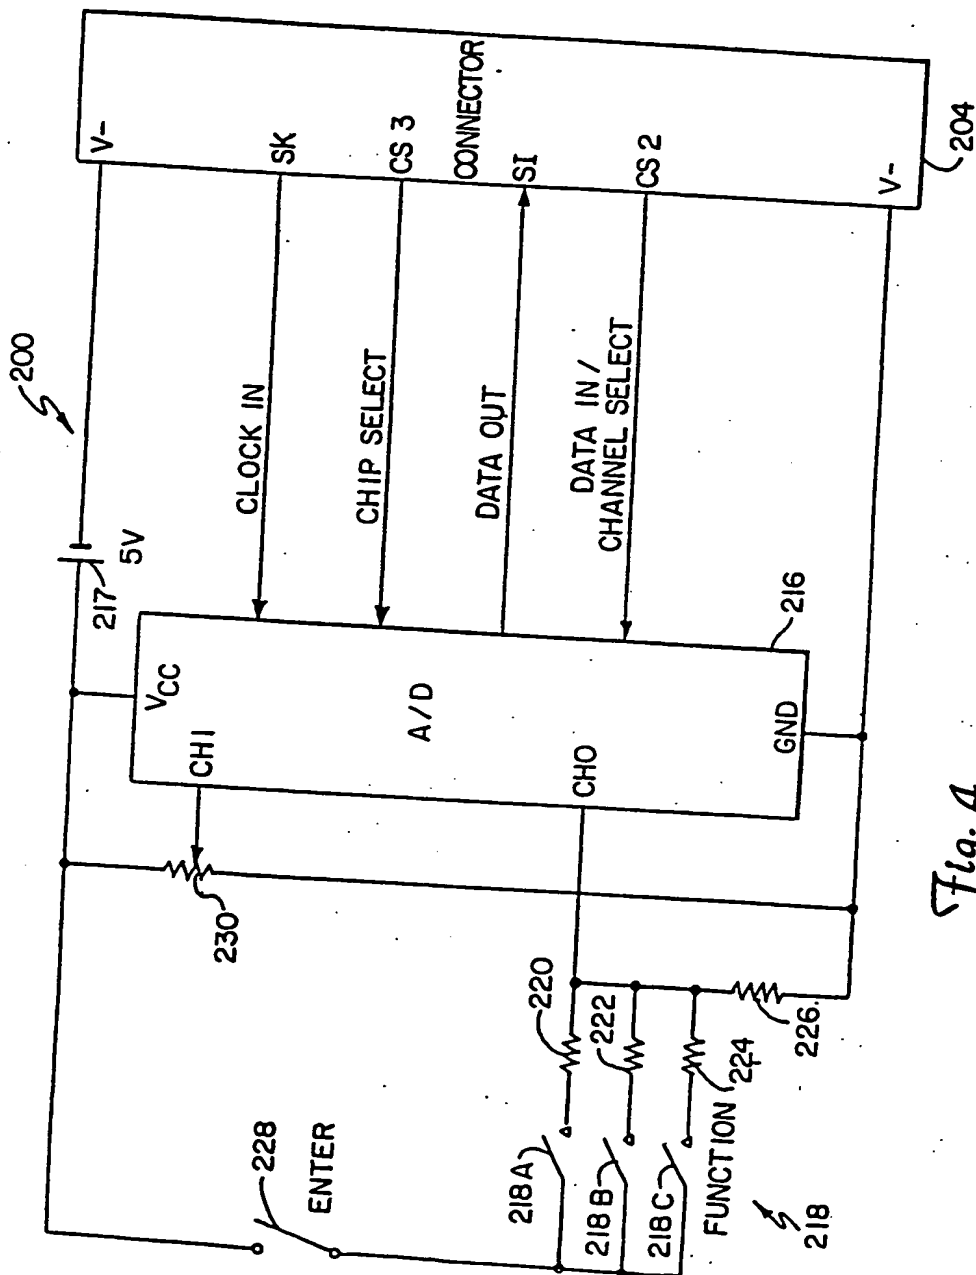 200
V-
217
5V
SK
CLOCK IN
CS 3
CHIP SELECT
CONNECTOR
SI
DATA OUT
CS 2
DATA IN /
CHANNEL SELECT
V-
204
VCC
CH1
A/D
CHO
GND
216
230
220
222
224
226
228
ENTER
218A
218B
218C
FUNCTION
218
Fig. 4